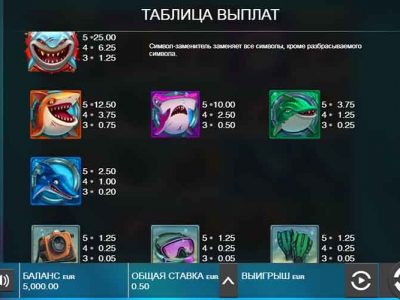 ТАБЛИЦА ВЫПЛАТ
5 * 25.00
4 * 6.25
3 * 1.25
Символ-заменитель заменяет все символы, кроме разбрасываемого
символа.
5 * 12.50
4 * 3.75
3 * 0.75
5 * 10.00
4 * 2.50
3 * 0.50
5 * 3.75
4 * 1.25
3 * 0.25
5 * 2.50
4 * 1.00
3 * 0.20
5 * 1.25
4 * 0.25
3 * 0.05
5 * 1.25
4 * 0.25
3 * 0.05
5 * 1.25
4 * 0.25
3 * 0.05
БАЛАНС EUR
5,000.00
ОБЩАЯ СТАВКА EUR
0.50
ВЫИГРЫШ EUR